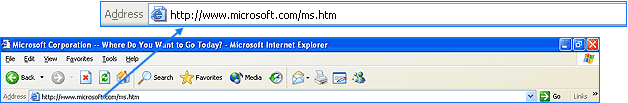 Address http://www.microsoft.com/ms.htm
Microsoft Corporation -- Where Do You Want to Go Today? - Microsoft Internet Explorer
File Edit View Favorites Tools Help
Back Search Favorites Media
Address http://www.microsoft.com/ms.htm Go Links »